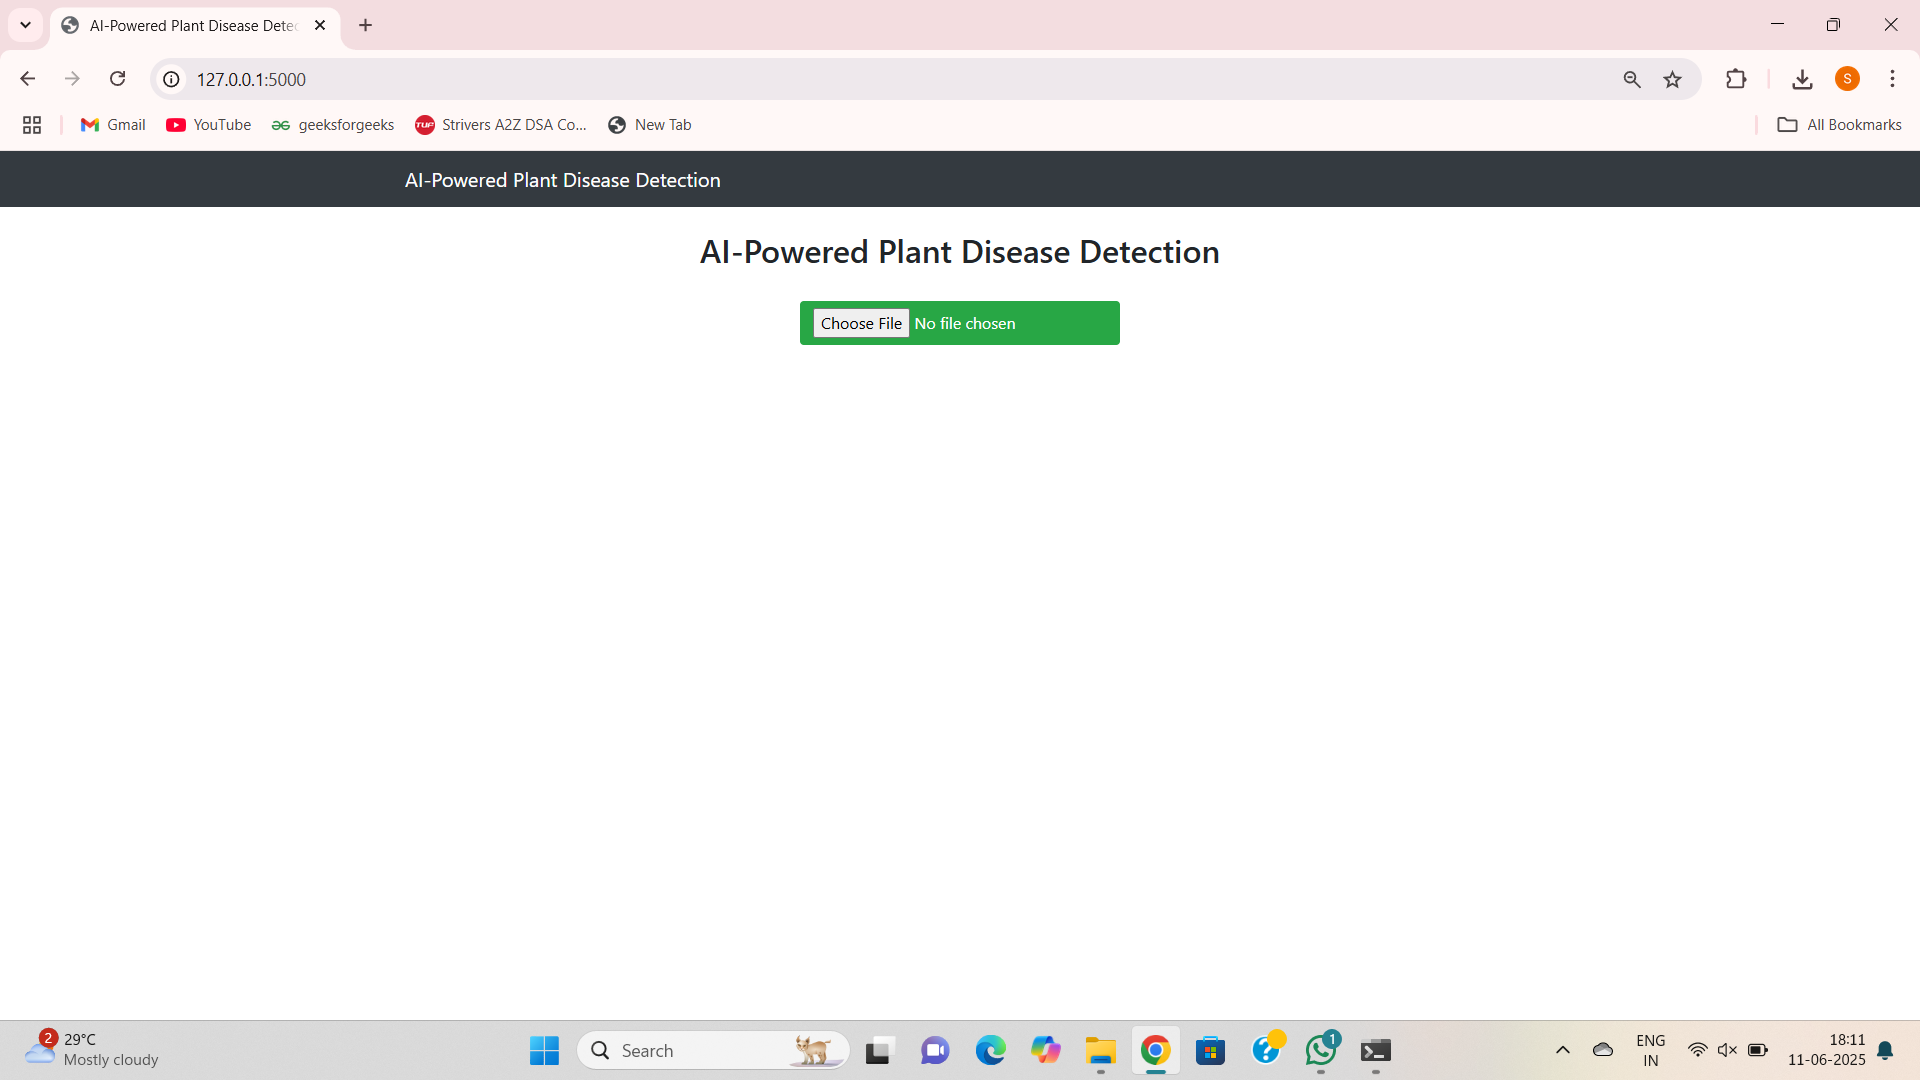 AI-Powered Plant Disease Detec
127.0.0.1:5000
S
Gmail YouTube geeksforgeeks TUF Strivers A2Z DSA Co... New Tab All Bookmarks
AI-Powered Plant Disease Detection
AI-Powered Plant Disease Detection
Choose File No file chosen
2 29°C
Mostly cloudy
Search
1
ENG
IN
18:11
11-06-2025